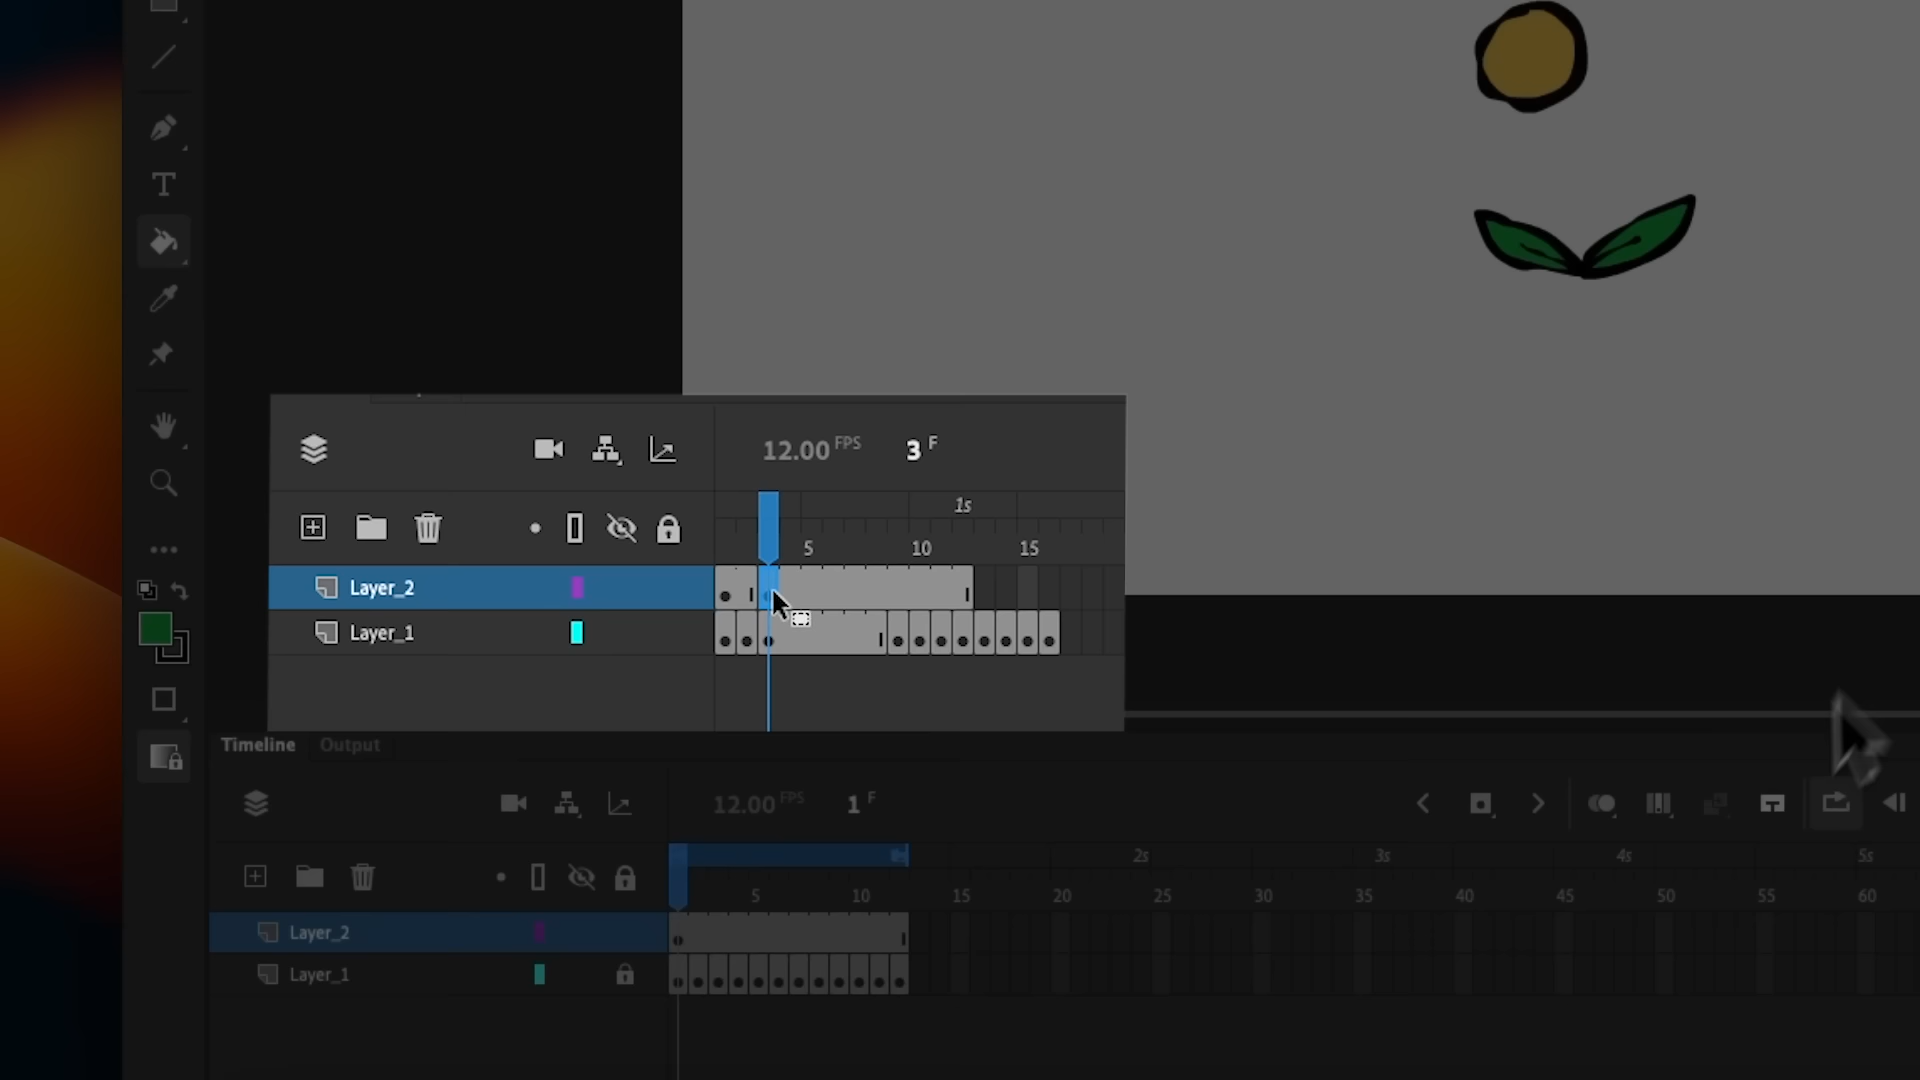 T
12.00 FPS 3 F
1s
5 10 15
Layer_2
Layer_1
Timeline Output
12.00 FPS 1 F
2s 3s 4s 5s
5 10 15 20 25 30 35 40 45 50 55 60
Layer_2
Layer_1